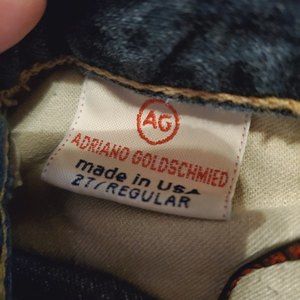 AG
ADRIANO GOLDSCHMIED
made in USA
27/REGULAR